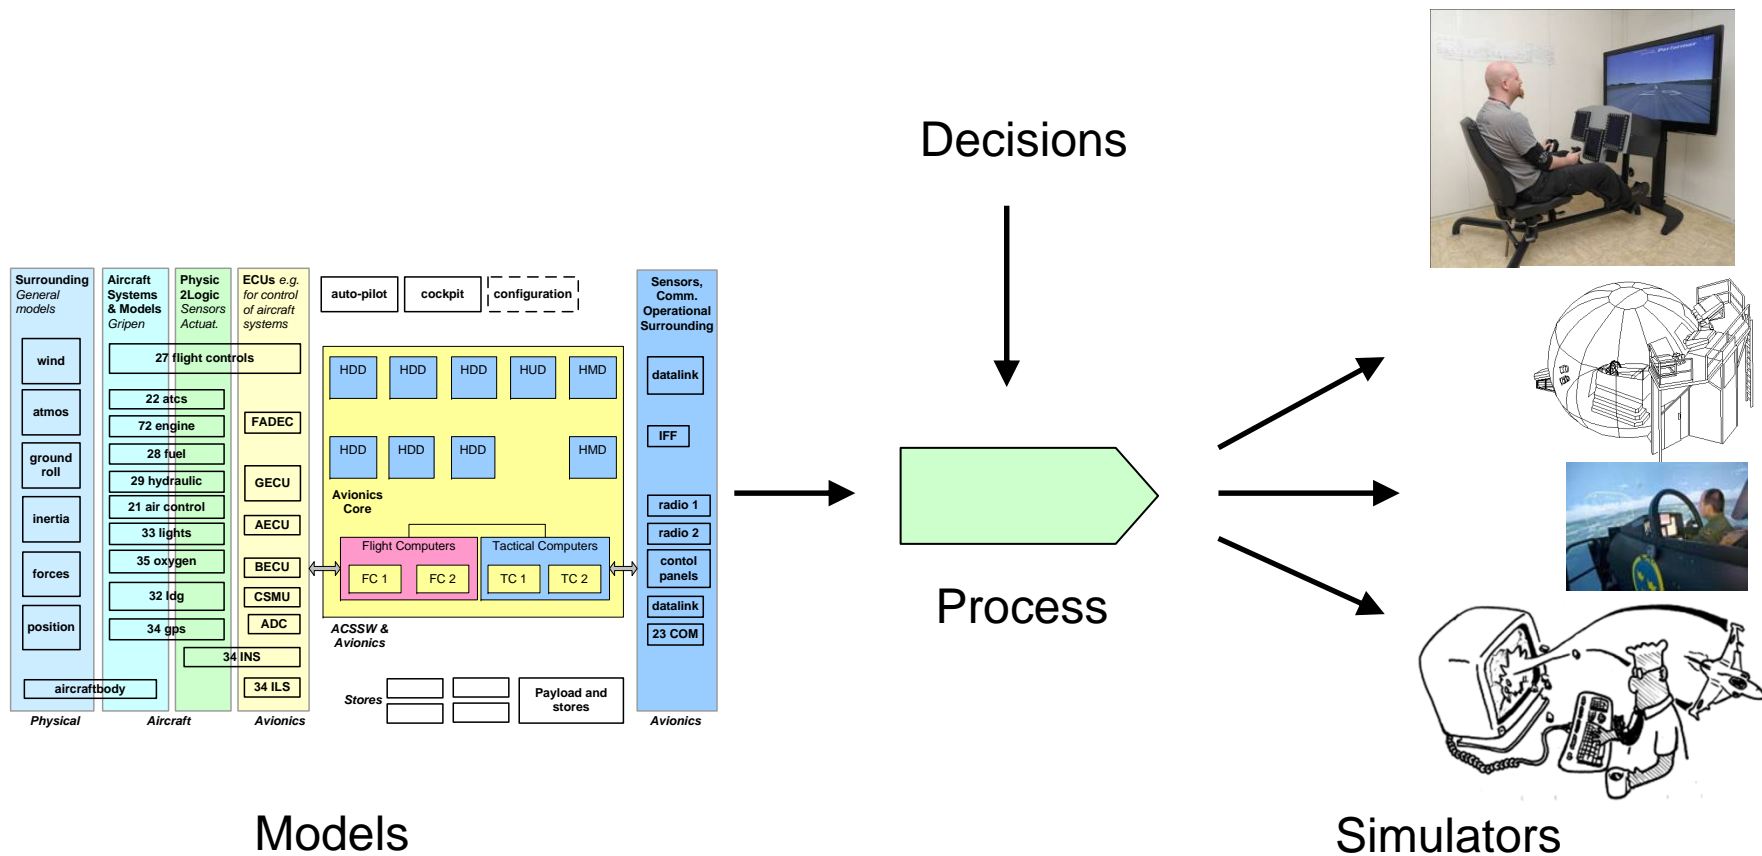 Performer
Decisions
Surrounding
General
models
Aircraft
Systems
& Models
Gripen
Physic
2Logic
Sensors
Actuat.
ECUs e.g.
for control
of aircraft
systems
auto-pilot
cockpit
configuration
Sensors,
Comm.
Operational
Surrounding
wind
atmos
ground
roll
inertia
forces
position
aircraftbody
27 flight controls
22 atcs
72 engine
28 fuel
29 hydraulic
21 air control
33 lights
35 oxygen
32 ldg
34 gps
34 INS
FADEC
GECU
AECU
BECU
CSMU
ADC
34 ILS
HDD
HDD
HDD
HUD
HMD
HDD
HDD
HDD
HMD
Avionics
Core
Flight Computers
FC 1
FC 2
Tactical Computers
TC 1
TC 2
ACSSW &
Avionics
Stores
Payload and
stores
datalink
IFF
radio 1
radio 2
contol
panels
datalink
23 COM
Physical
Aircraft
Avionics
Avionics
Process
Models
Simulators